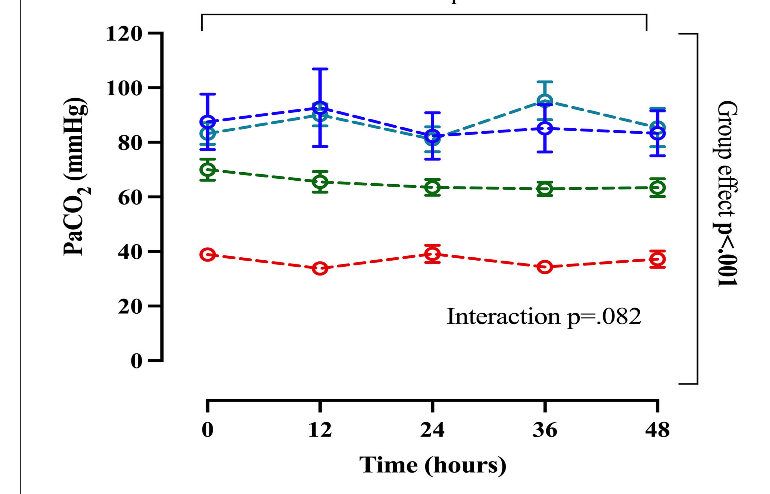 120
100
80
60
40
20
0
PaCO2 (mmHg)
Interaction p=.082
Group effect p<.001
0 12 24 36 48
Time (hours)